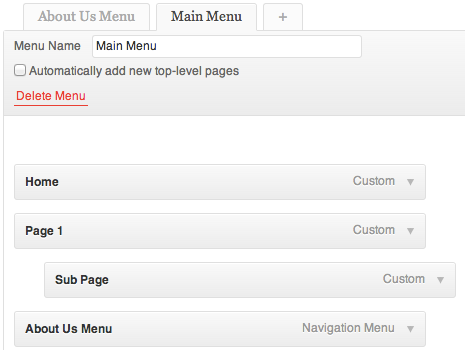 About Us Menu Main Menu +
Menu Name Main Menu
Automatically add new top-level pages
Delete Menu
Home Custom ▼
Page 1 Custom ▼
Sub Page Custom ▼
About Us Menu Navigation Menu ▼